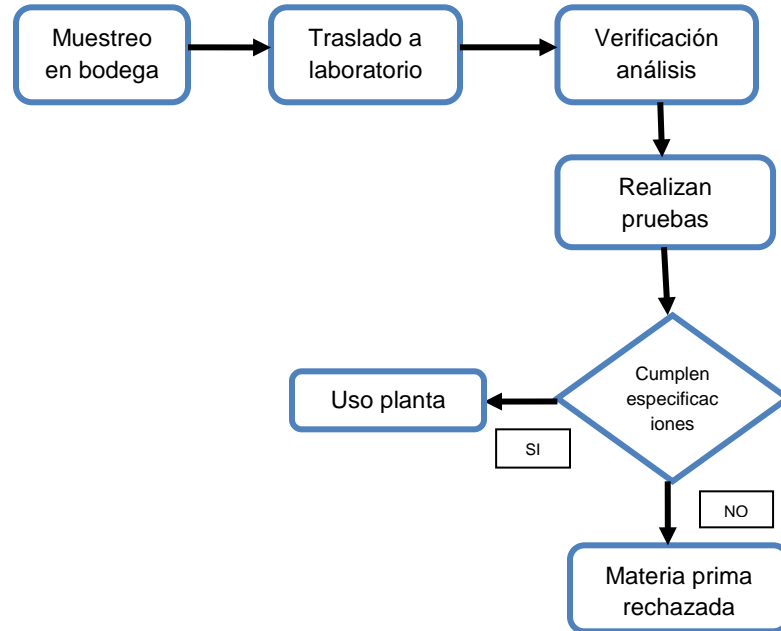 Muestreo
en bodega
Traslado a
laboratorio
Verificación
análisis
Realizan
pruebas
Cumplen
especificac
iones
Uso planta
SI
NO
Materia prima
rechazada